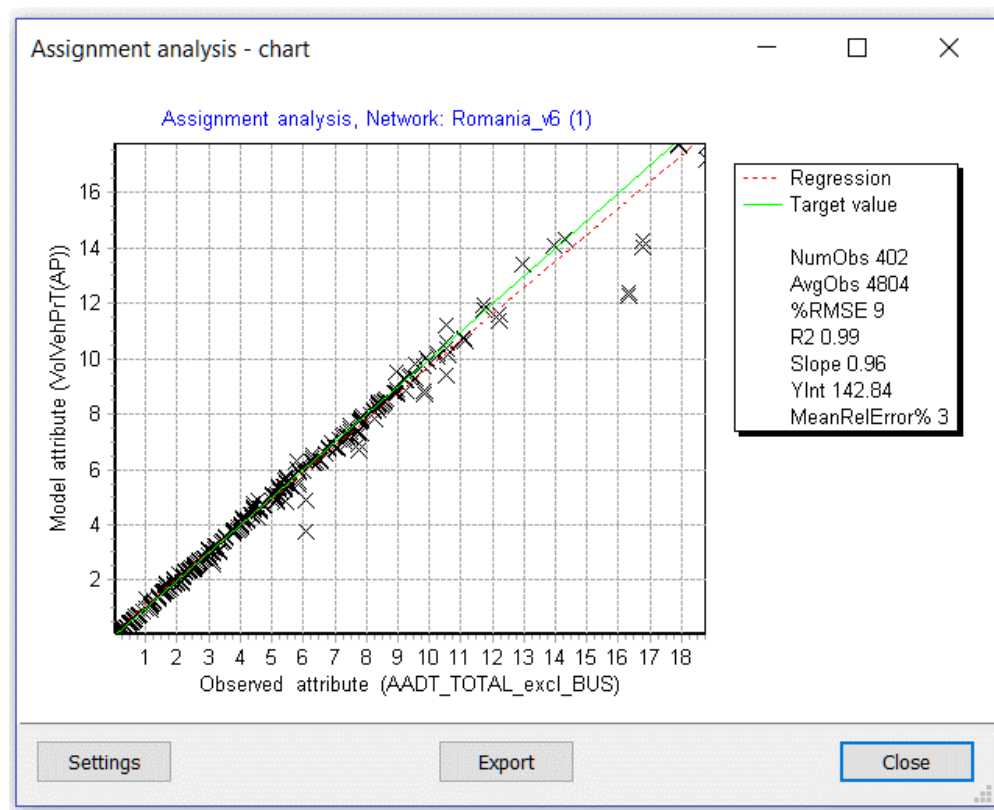 Assignment analysis - chart
Assignment analysis, Network: Romania_v6 (1)
Model attribute (VolVehPrT(AP))
16
14
12
10
8
6
4
2
1 2 3 4 5 6 7 8 9 10 11 12 13 14 15 16 17 18
Observed attribute (AADT_TOTAL_excl_BUS)
Regression
Target value
NumObs 402
AvgObs 4804
%RMSE 9
R2 0.99
Slope 0.96
YInt 142.84
MeanRelError% 3
Settings
Export
Close